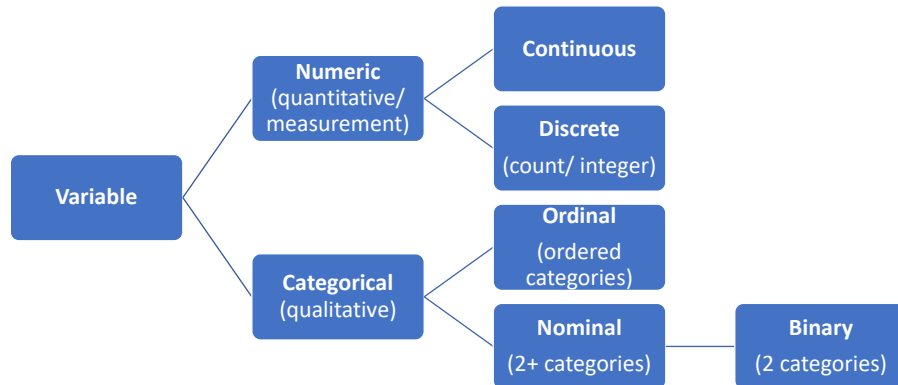 Variable
Numeric
(quantitative/
measurement)
Continuous
Discrete
(count/ integer)
Categorical
(qualitative)
Ordinal
(ordered
categories)
Nominal
(2+ categories)
Binary
(2 categories)